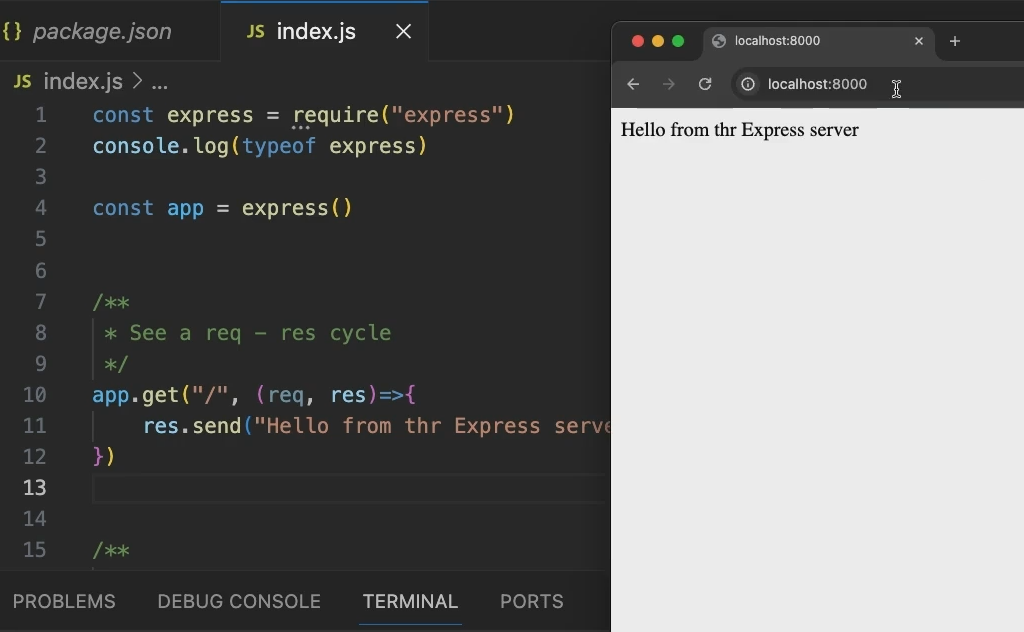 {} package.json
JS index.js
JS index.js > ...
1 const express = require("express")
2 console.log(typeof express)
3
4 const app = express()
5
6
7 /**
8 * See a req - res cycle
9 */
10 app.get("/", (req, res)=>{
11 res.send("Hello from thr Express serve
12 })
13
14
15 /**
PROBLEMS DEBUG CONSOLE TERMINAL PORTS
localhost:8000
localhost:8000
Hello from thr Express server